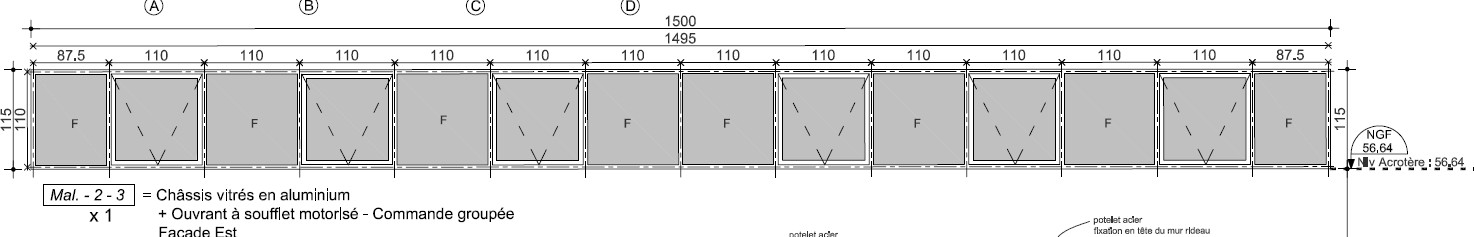 A B C D
1500
1495
87.5 110 110 110 110 110 110 110 110 110 110 110 110 87.5
115 110 F F F F F F F F 115
NGF
56,64
Niv Acrotère : 56,64
Mal. - 2 - 3 = Châssis vitrés en aluminium
x 1 + Ouvrant à soufflet motorisé - Commande groupée
Façade Est
potelet acier
fixation en tête du mur rideau
potelet acier